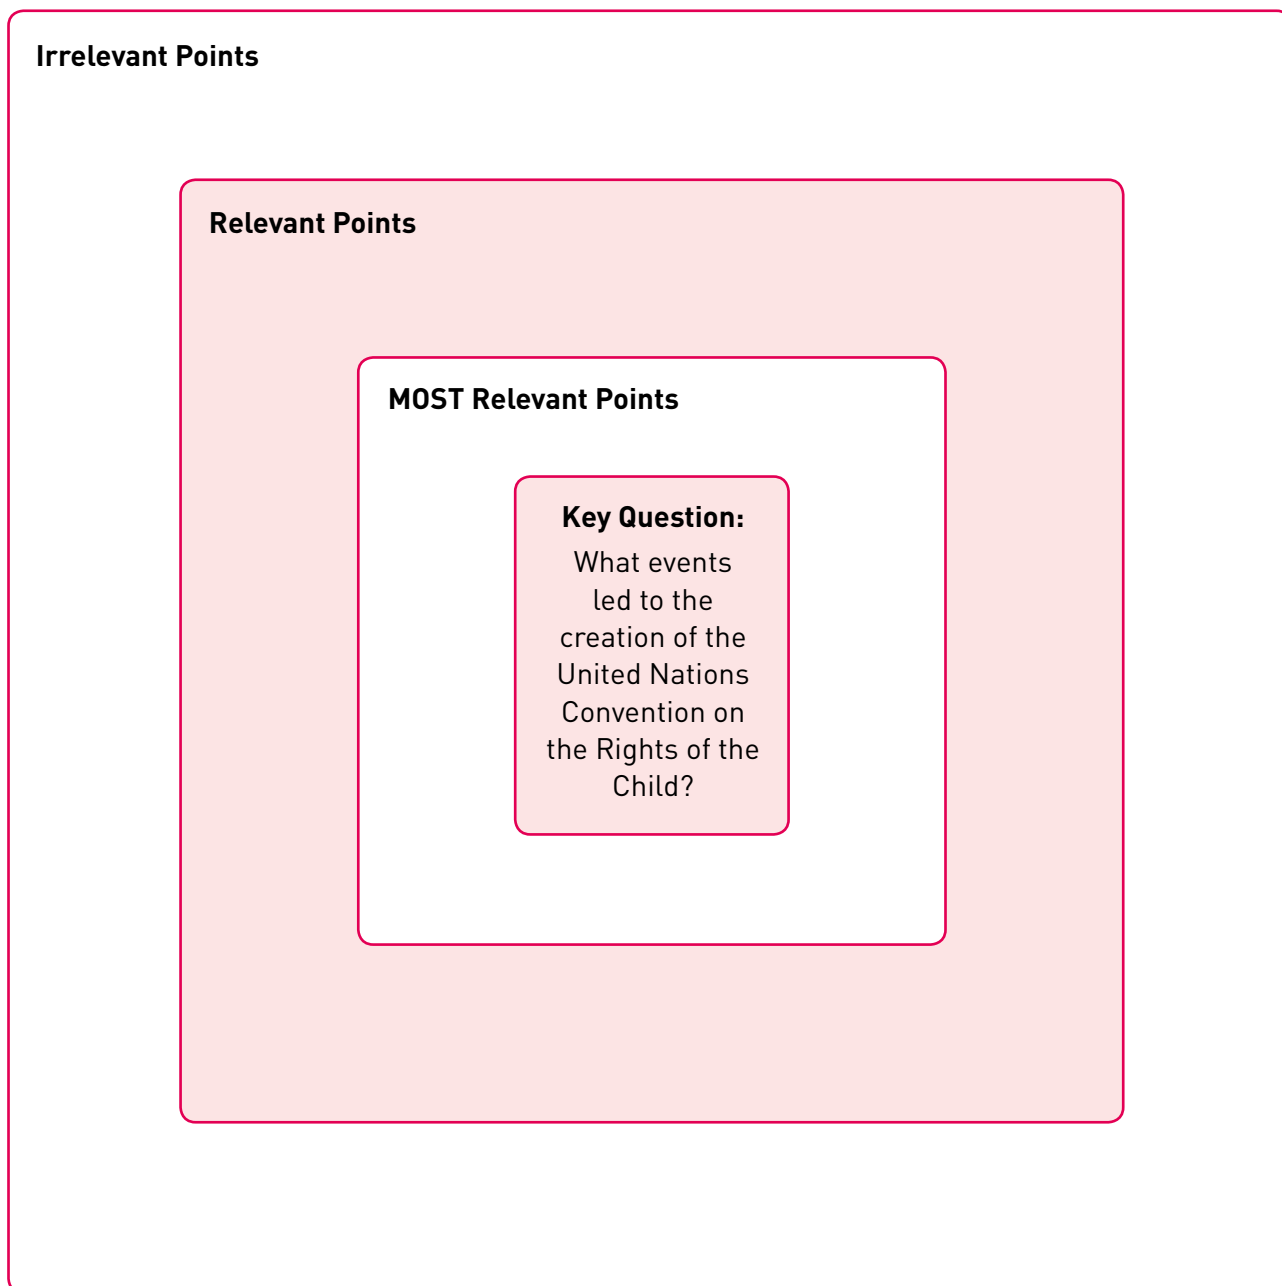 Irrelevant Points
Relevant Points
MOST Relevant Points
Key Question:
What events
led to the
creation of the
United Nations
Convention on
the Rights of the
Child?